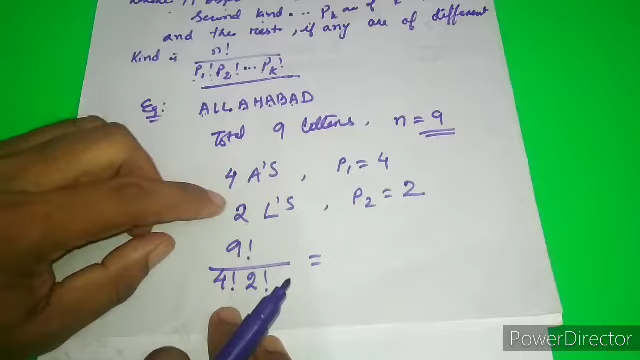 second kind... Pk are of k
and the rest, if any are of different
kind is n!
P1! P2! ... Pk!
Eg: ALLAHABAD
Total 9 letters, n = 9
4 A'S , P1 = 4
2 L'S , P2 = 2
9!
4! 2! =
PowerDirector